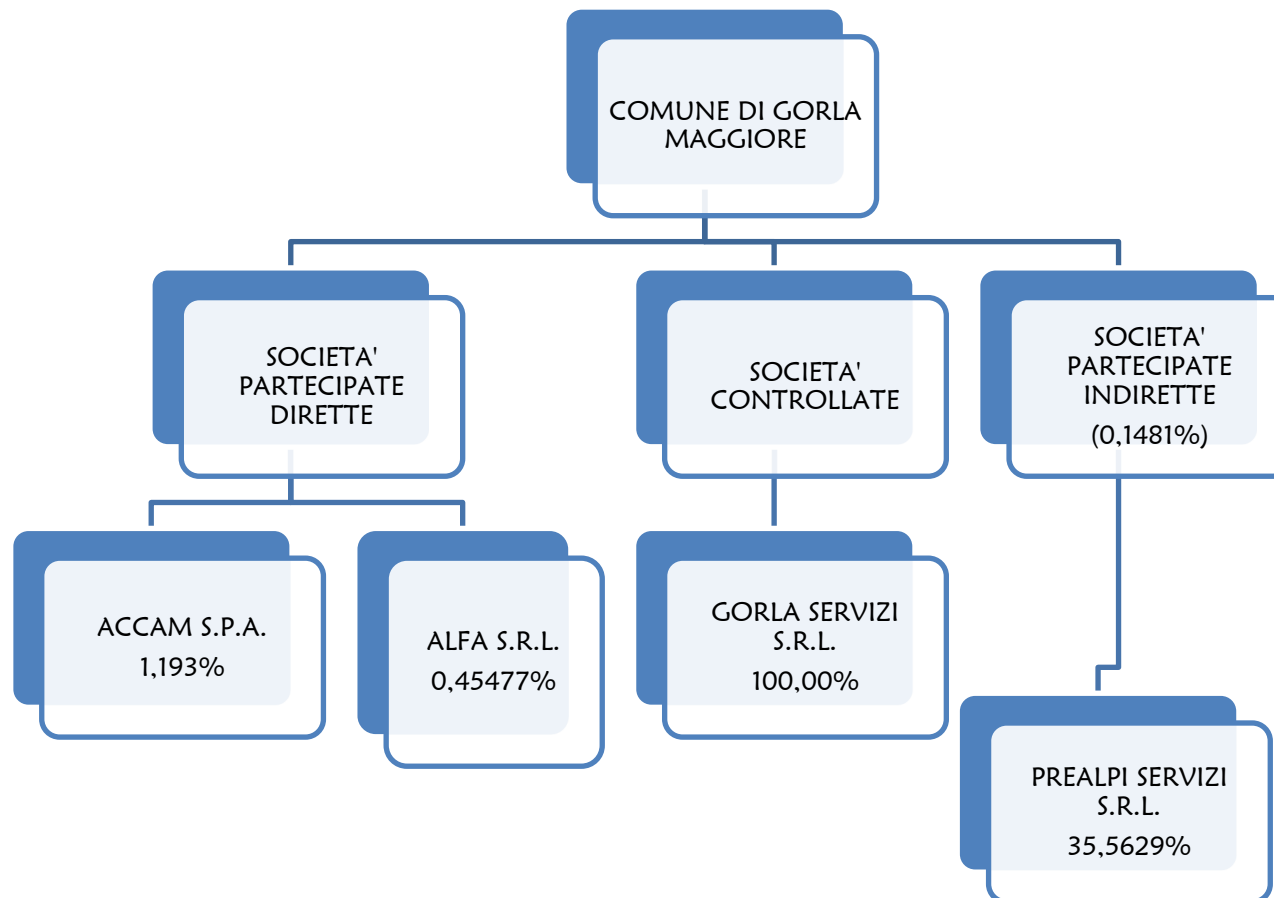 COMUNE DI GORLA
MAGGIORE
SOCIETA'
PARTECIPATE
DIRETTE
SOCIETA'
CONTROLLATE
SOCIETA'
PARTECIPATE
INDIRETTE
(0,1481%)
ACCAM S.P.A.
1,193%
ALFA S.R.L.
0,45477%
GORLA SERVIZI
S.R.L.
100,00%
PREALPI SERVIZI
S.R.L.
35,5629%